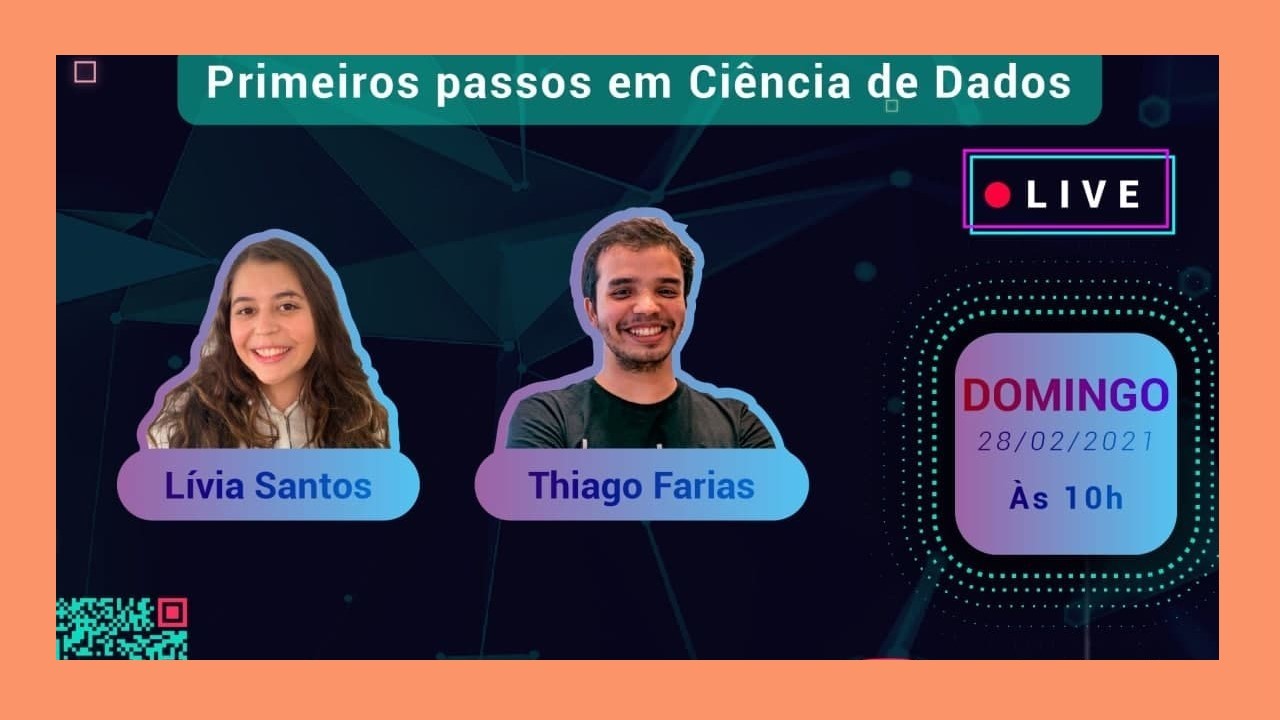 Primeiros passos em Ciência de Dados
LIVE
Lívia Santos
Thiago Farias
DOMINGO
28/02/2021
Às 10h